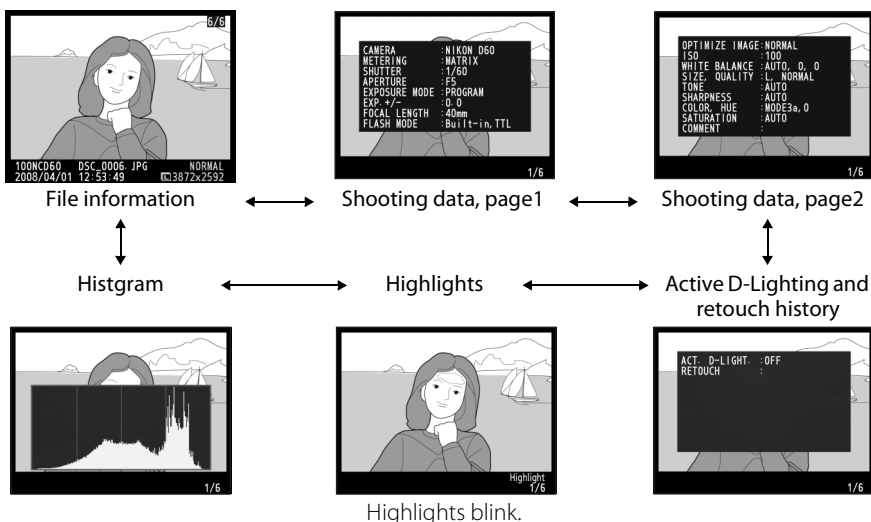 6/6
100NCD60 DSC_0006. JPG NORMAL
2008/04/01 12:53:49 L 3872x2592
File information
CAMERA :NIKON D60
METERING :MATRIX
SHUTTER :1/60
APERTURE :F5
EXPOSURE MODE :PROGRAM
EXP.+/- :0.0
FOCAL LENGTH :40mm
FLASH MODE :Built-in,TTL
1/6
Shooting data, page1
OPTIMIZE IMAGE:NORMAL
ISO :100
WHITE BALANCE :AUTO, 0, 0
SIZE, QUALITY :L, NORMAL
TONE :AUTO
SHARPNESS :AUTO
COLOR, HUE :MODE3a,0
SATURATION :AUTO
COMMENT :
1/6
Shooting data, page2
Histgram
1/6
Highlights
Highlight
1/6
Highlights blink.
Active D-Lighting and
retouch history
ACT. D-LIGHT. :OFF
RETOUCH :
1/6